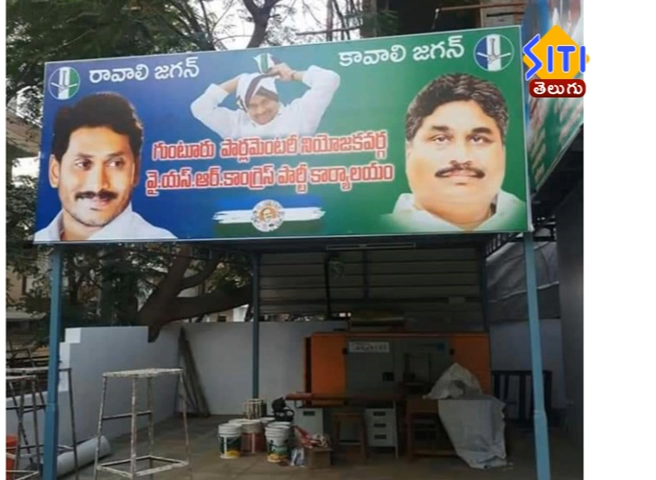 రావాలి జగన్
కావాలి జగన్
గుంటూరు పార్లమెంటరీ నియోజకవర్గ
వై.యస్.ఆర్.కాంగ్రెస్ పార్టీ కార్యాలయం
SITI
తెలుగు